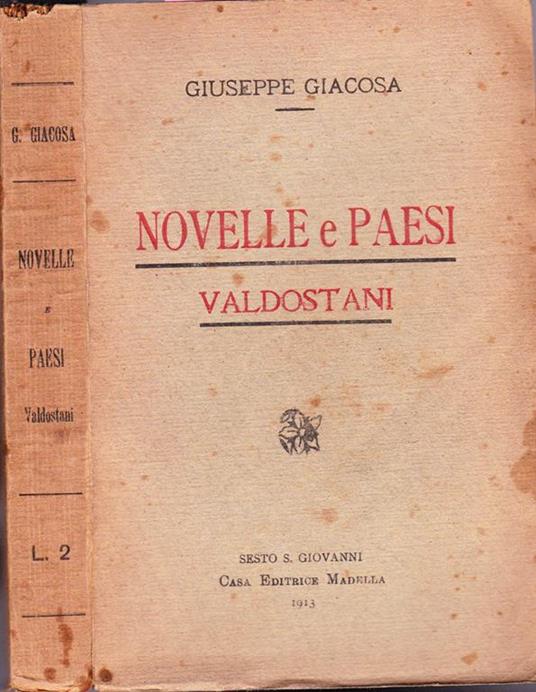 G. GIACOSA
NOVELLE
E
PAESI
Valdostani
L. 2
GIUSEPPE GIACOSA
NOVELLE e PAESI
VALDOSTANI
SESTO S. GIOVANNI
CASA EDITRICE MADELLA
1913